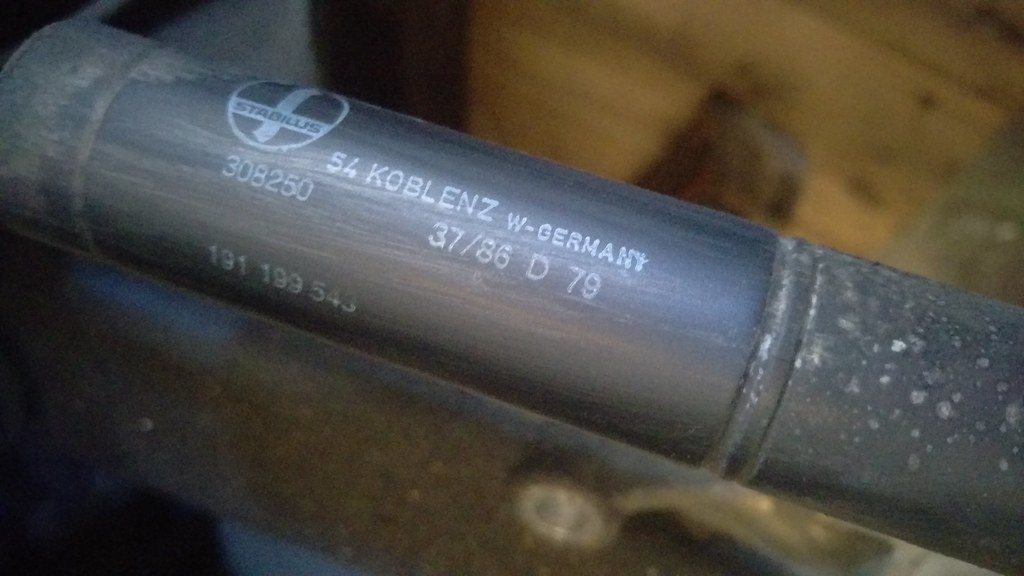 STABILUS
54 KOBLENZ W-GERMANY
308250
37/86 D 79
191 199 543